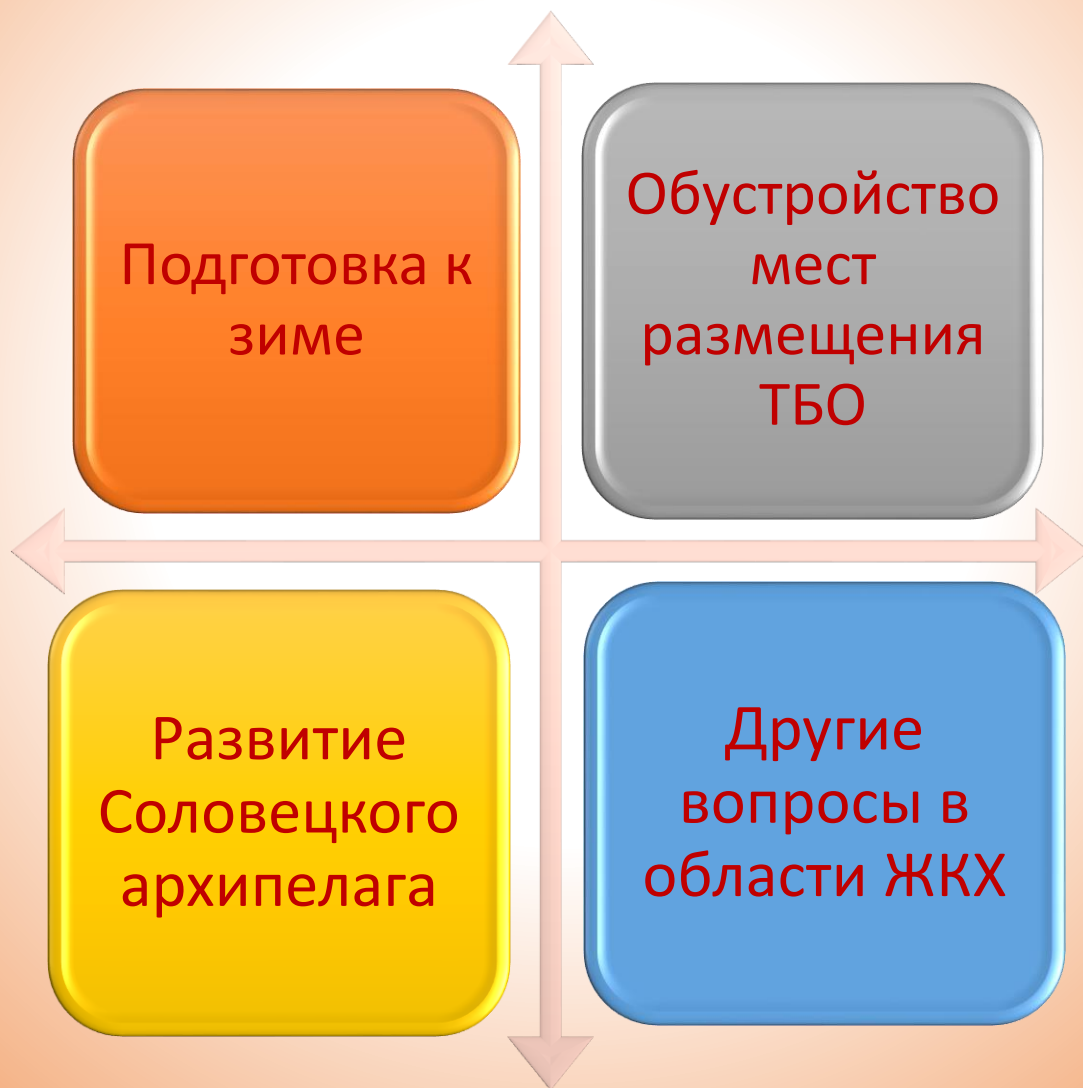 Подготовка к
зиме
Обустройство
мест
размещения
ТБО
Развитие
Соловецкого
архипелага
Другие
вопросы в
области ЖКХ